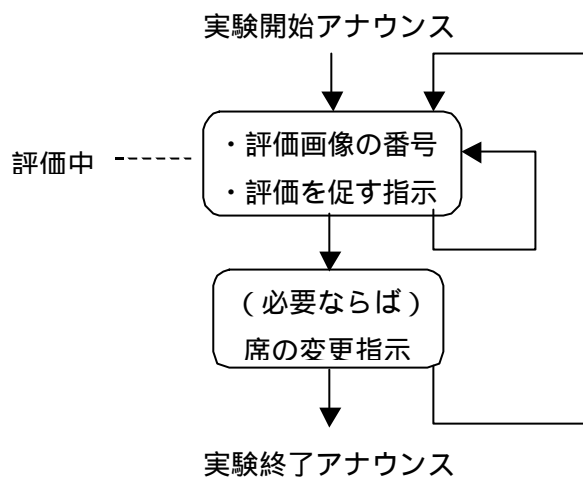 実験開始アナウンス
・評価画像の番号
評価中
・評価を促す指示
（必要ならば）
席の変更指示
実験終了アナウンス